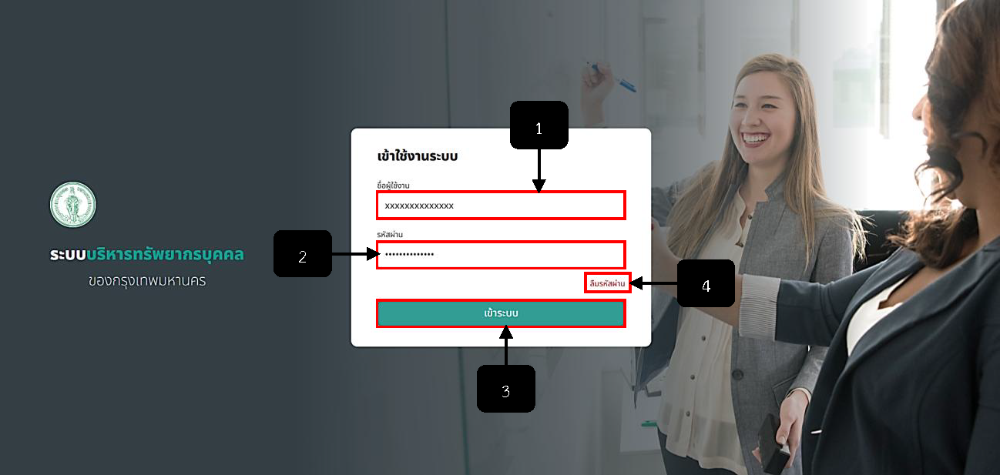 1
เข้าใช้งานระบบ
ชื่อผู้ใช้งาน
xxxxxxxxxxxxxx
รหัสผ่าน
2
••••••••••••••
ลืมรหัสผ่าน
4
เข้าระบบ
3
ระบบบริหารทรัพยากรบุคคล
ของกรุงเทพมหานคร